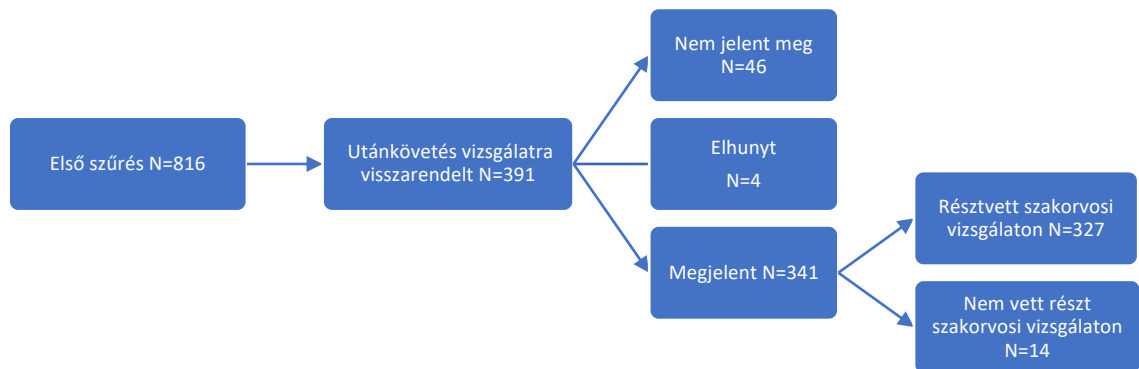 Első szűrés N=816
Utánkövetés vizsgálatra
visszarendelt N=391
Nem jelent meg
N=46
Elhunyt
N=4
Megjelent N=341
Résztvett szakorvosi
vizsgálaton N=327
Nem vett részt
szakorvosi vizsgálaton
N=14